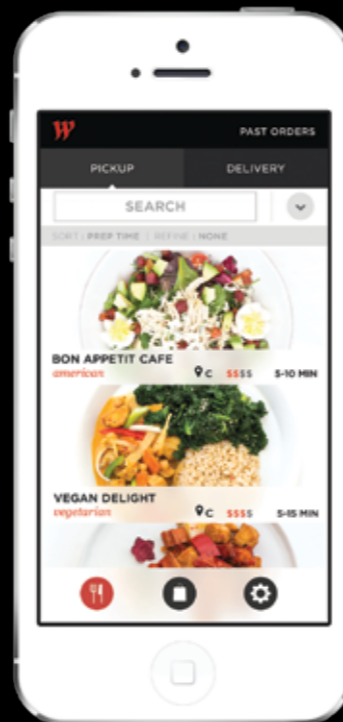 W
PAST ORDERS
PICKUP DELIVERY
SEARCH
SORT : PREP TIME | REFINE : NONE
BON APPETIT CAFE
american C $$$$ 5-10 MIN
VEGAN DELIGHT
vegetarian C $$$$ 5-15 MIN